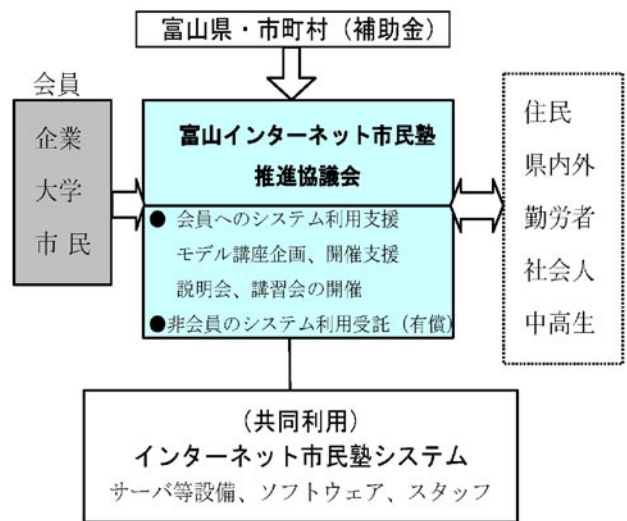 富山県・市町村（補助金）
会員
企業
大学
市民
富山インターネット市民塾
推進協議会
● 会員へのシステム利用支援
モデル講座企画、開催支援
説明会、講習会の開催
●非会員のシステム利用受託（有償）
住民
県内外
勤労者
社会人
中高生
（共同利用）
インターネット市民塾システム
サーバ等設備、ソフトウェア、スタッフ